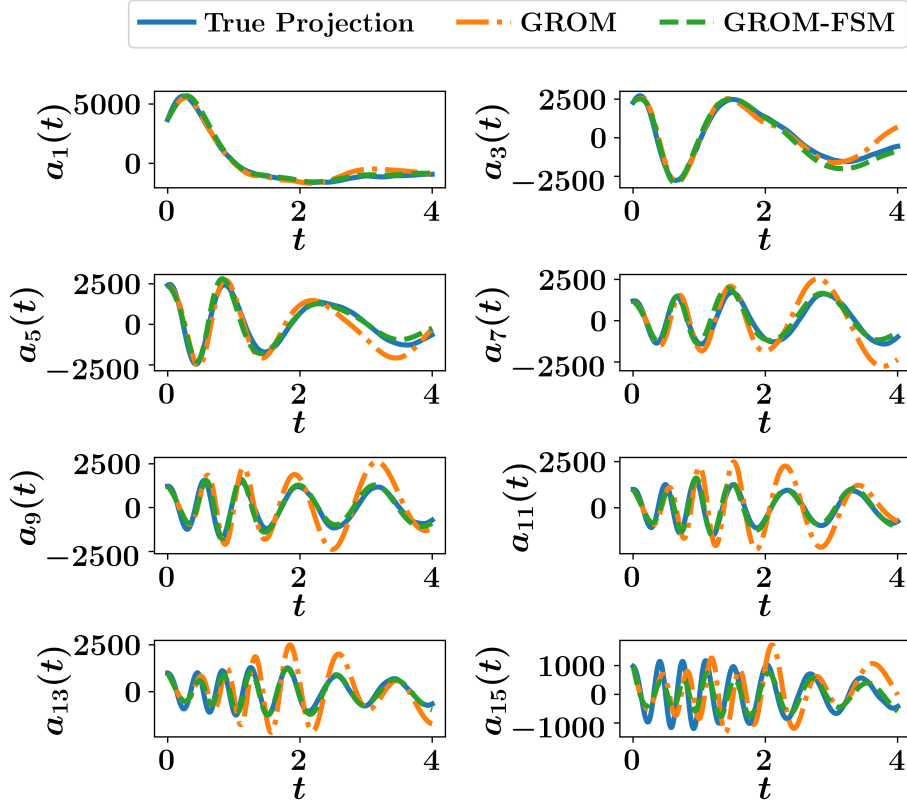 True Projection GROM GROM-FSM
a₁(t) 5000 0 0 2 4 t
a₃(t) 2500 0 −2500 0 2 4 t
a₅(t) 2500 0 −2500 0 2 4 t
a₇(t) 2500 0 −2500 0 2 4 t
a₉(t) 2500 0 −2500 0 2 4 t
a₁₁(t) 2500 0 0 2 4 t
a₁₃(t) 2500 0 0 2 4 t
a₁₅(t) 1000 0 −1000 0 2 4 t